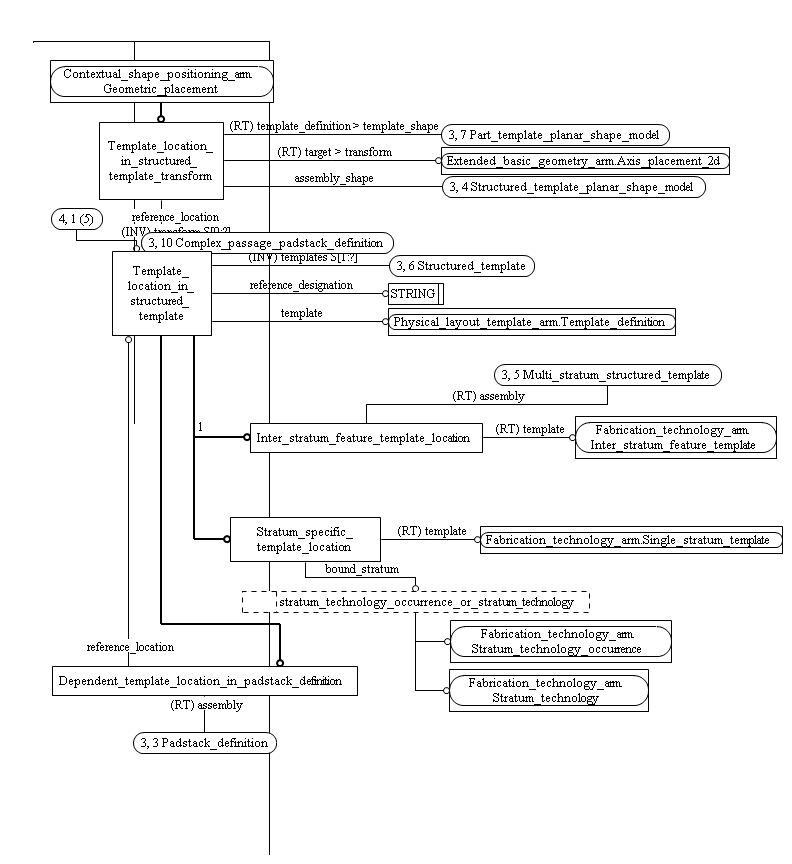 Contextual_shape_positioning_arm.
Geometric_placement
(RT) template_definition > template_shape
3, 7 Part_template_planar_shape_model
Template_location_
in_structured_
template_transform
(RT) target > transform
Extended_basic_geometry_arm.Axis_placement_2d
assembly_shape
3, 4 Structured_template_planar_shape_model
4, 1 (5)
reference_location
(INV) transform S[0:?]
3, 10 Complex_passage_padstack_definition
(INV) templates S[1:?]
3, 6 Structured_template
Template_
location_in_
structured_
template
reference_designation
STRING
template
Physical_layout_template_arm.Template_definition
3, 5 Multi_stratum_structured_template
(RT) assembly
1
Inter_stratum_feature_template_location
(RT) template
Fabrication_technology_arm.
Inter_stratum_feature_template
Stratum_specific_
template_location
(RT) template
Fabrication_technology_arm.Single_stratum_template
bound_stratum
stratum_technology_occurrence_or_stratum_technology
Fabrication_technology_arm.
Stratum_technology_occurrence
reference_location
Dependent_template_location_in_padstack_definition
Fabrication_technology_arm.
Stratum_technology
(RT) assembly
3, 3 Padstack_definition